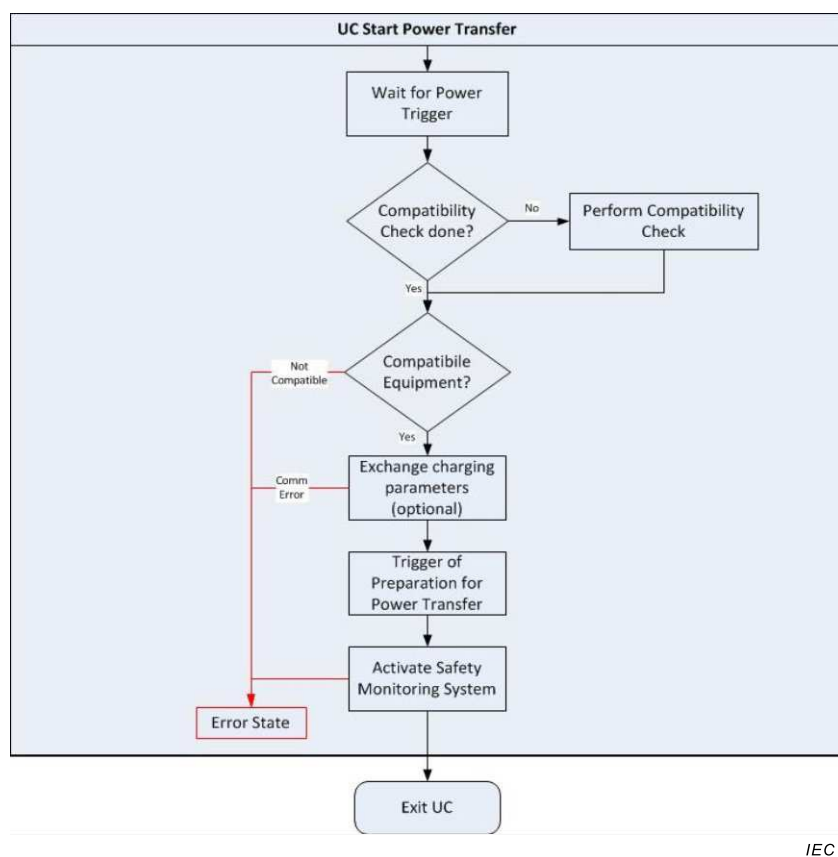 UC Start Power Transfer
Wait for Power
Trigger
Compatibility
Check done?
No
Perform Compatibility
Check
Yes
Compatibile
Equipment?
Not
Compatible
Yes
Exchange charging
parameters
(optional)
Comm
Error
Trigger of
Preparation for
Power Transfer
Activate Safety
Monitoring System
Error State
Exit UC
IEC